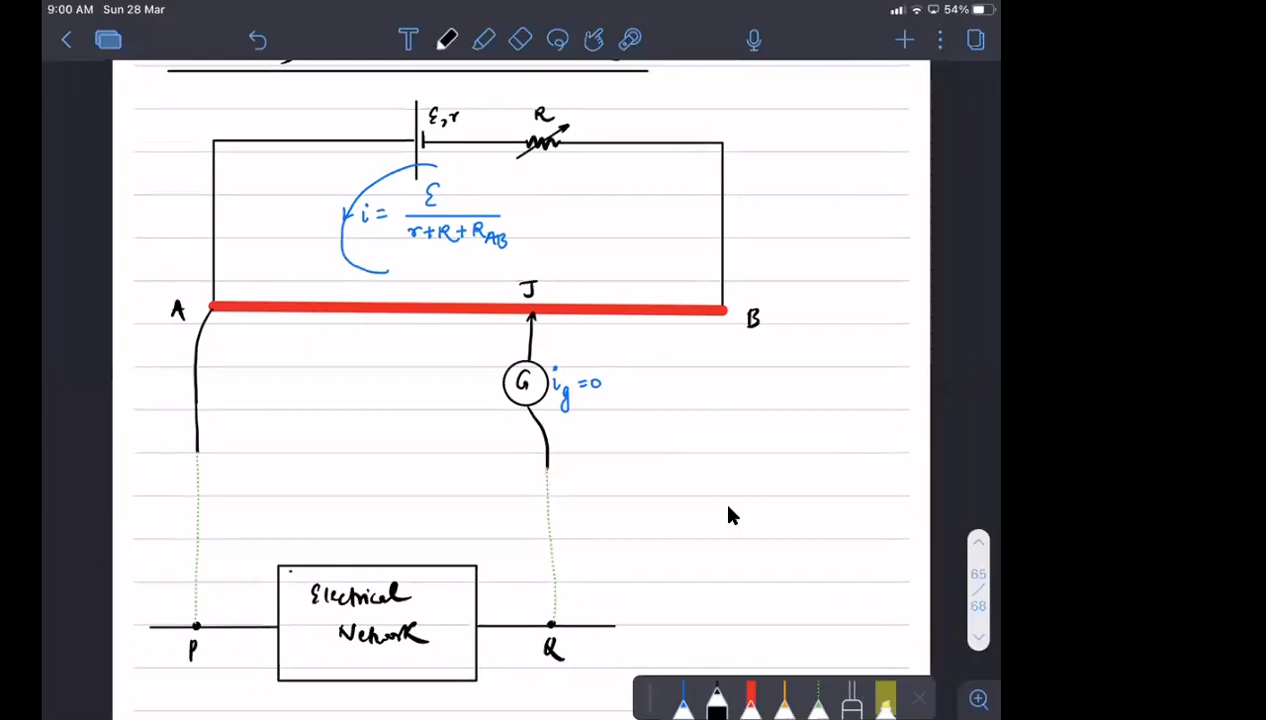 9:00 AM Sun 28 Mar
54%
T
ε, r
R
i = ε / r+R+R_AB
J
A
B
G
i_g =0
65
68
Electrical
Network
P
Q